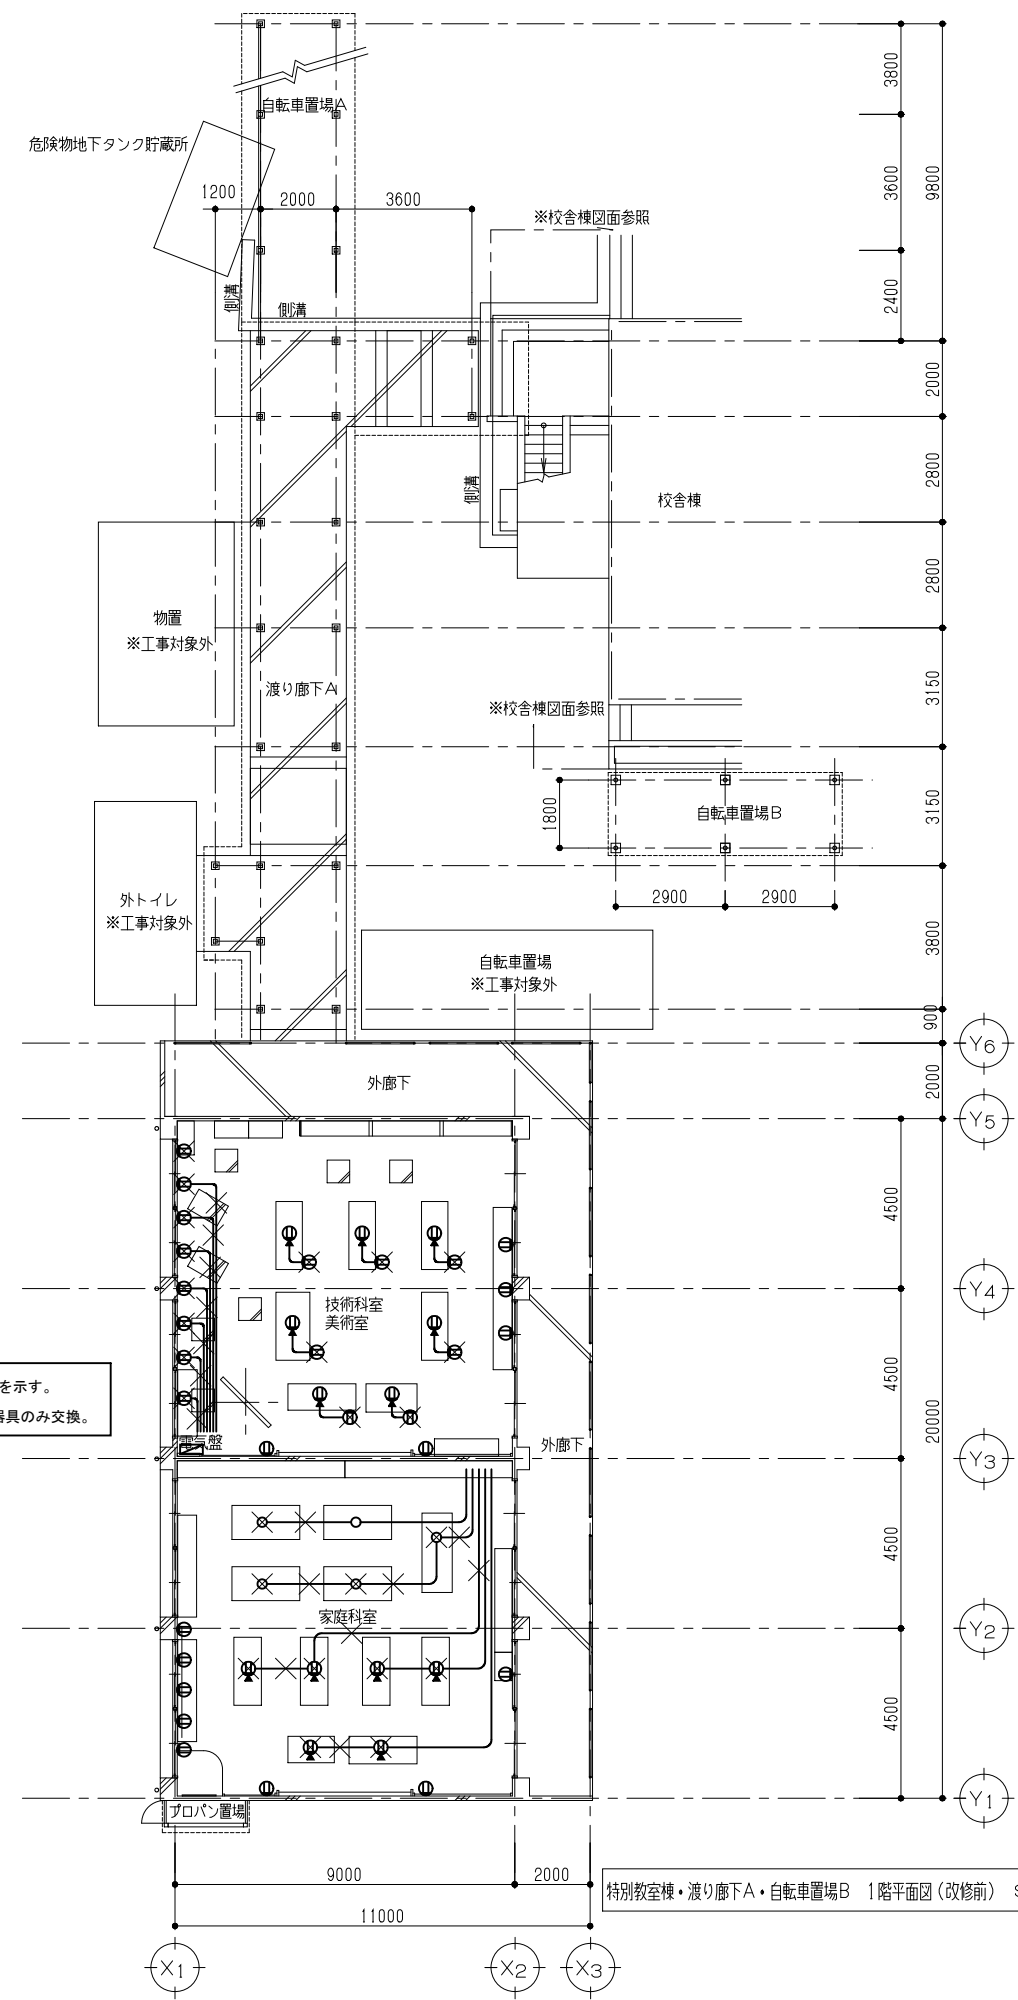 3800
自転車置場A
危険物地下タンク貯蔵所
1200
2000
3600
3600
9800
※校舎棟図面参照
側溝
側溝
2400
2000
2800
側溝
校舎棟
2800
物置
※工事対象外
渡り廊下A
※校舎棟図面参照
3150
1800
自転車置場B
3150
2900
2900
外トイレ
※工事対象外
自転車置場
※工事対象外
3800
900
Y6
外廊下
2000
Y5
4500
Y4
技術科室
美術室
を示す。
器具のみ交換。
4500
20000
電気盤
外廊下
Y3
4500
家庭科室
Y2
4500
Y1
プロパン置場
9000
2000
特別教室棟・渡り廊下A・自転車置場B 1階平面図(改修前)
11000
X1
X2
X3